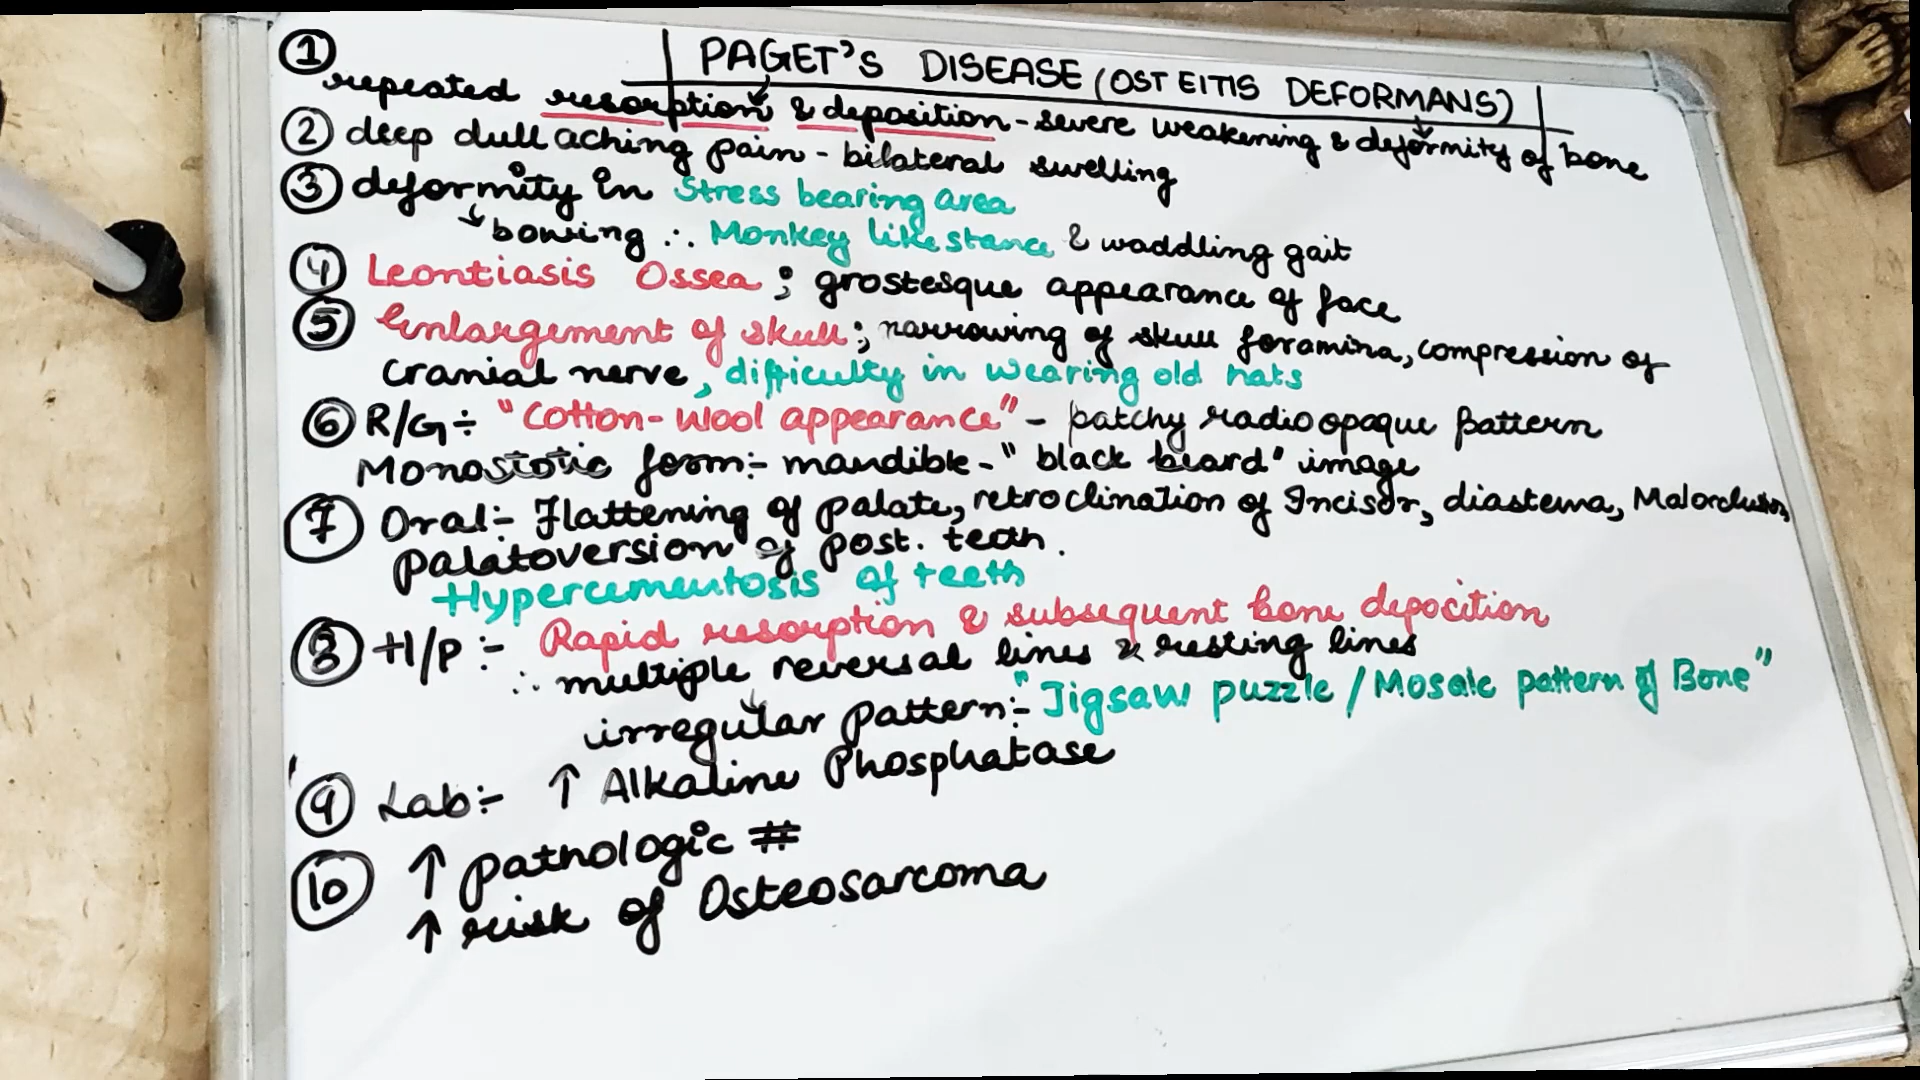 PAGET'S DISEASE (OSTEITIS DEFORMANS)
① repeated resorption & deposition - severe weakening & deformity of bone
② deep dull aching pain - bilateral swelling
③ deformity in Stress bearing area
↳ bowing ∴ Monkey like stance & waddling gait
④ Leontiasis Ossea ; grostesque appearance of face
⑤ Enlargement of skull ; narrowing of skull foramina, compression of
cranial nerve, difficulty in wearing old hats
⑥ R/G :- "Cotton-Wool appearance" - patchy radioopaque pattern
Monostotic form:- mandible - "black beard" image
⑦ Oral:- Flattening of palate, retroclination of Incisor, diastema, Malocclusion,
palatoversion of post. teeth.
Hypercementosis of teeth
⑧ H/P :- Rapid resorption & subsequent bone deposition
∴ multiple reversal lines & resting lines
↓ irregular pattern:- "Jigsaw puzzle / Mosaic pattern of Bone"
⑨ Lab:- ↑ Alkaline Phosphatase
⑩ ↑ pathologic #
↑ risk of Osteosarcoma